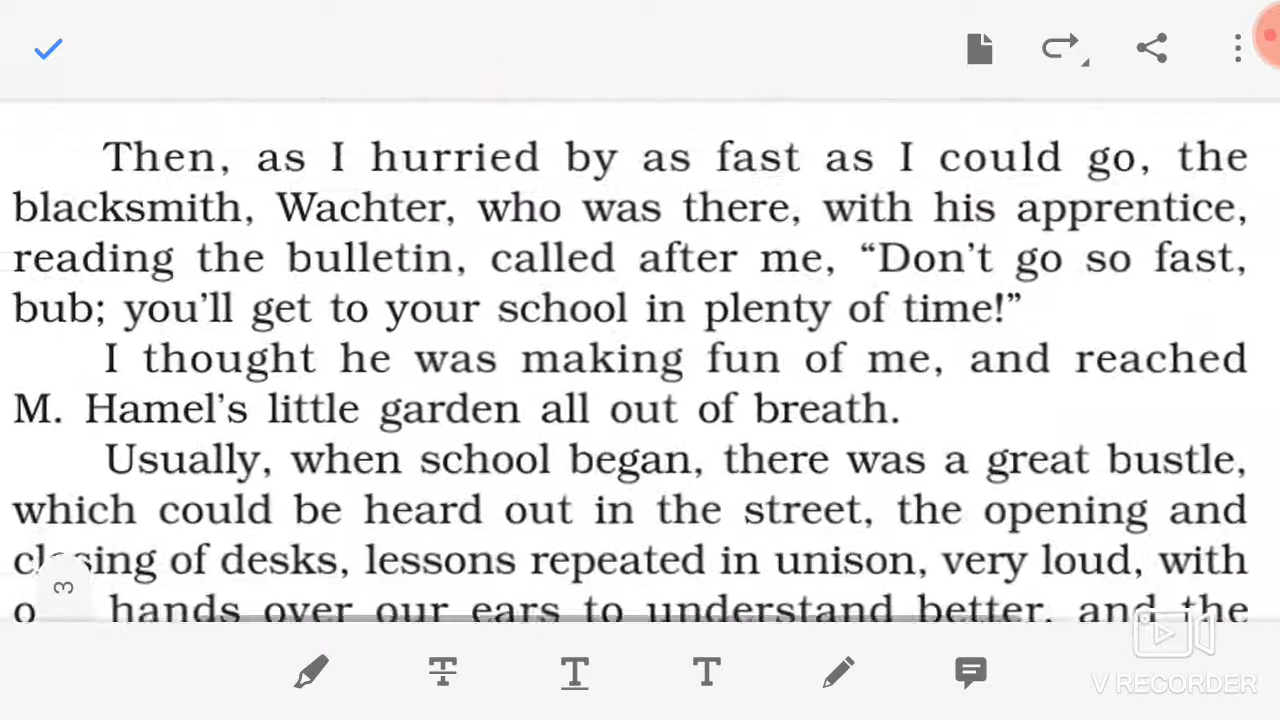 Then, as I hurried by as fast as I could go, the
blacksmith, Wachter, who was there, with his apprentice,
reading the bulletin, called after me, “Don’t go so fast,
bub; you’ll get to your school in plenty of time!”
I thought he was making fun of me, and reached
M. Hamel’s little garden all out of breath.
Usually, when school began, there was a great bustle,
which could be heard out in the street, the opening and
closing of desks, lessons repeated in unison, very loud, with
hands over our ears to understand better, and the
3
V RECORDER